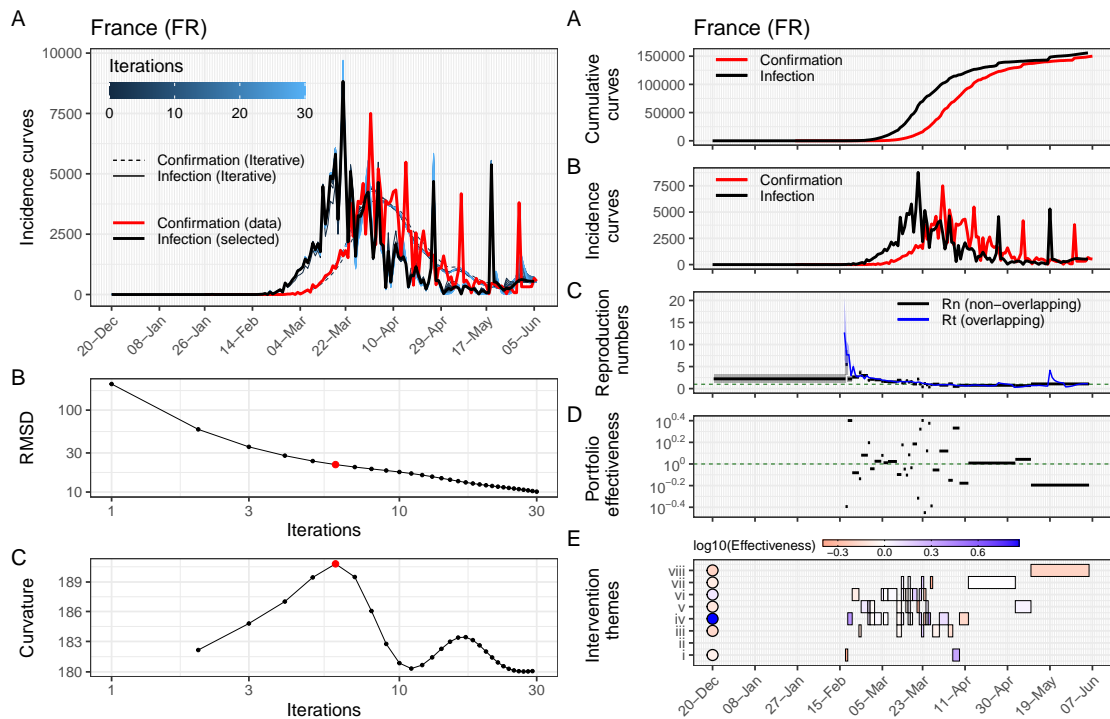 A
France (FR)
Incidence curves
10000
7500
5000
2500
0
Iterations
0 10 20 30
Confirmation (Iterative)
Infection (Iterative)
Confirmation (data)
Infection (selected)
20−Dec
08−Jan
26−Jan
14−Feb
04−Mar
22−Mar
10−Apr
29−Apr
17−May
05−Jun
B
RMSD
100
30
10
1 3 10 30
Iterations
C
Curvature
189
186
183
180
1 3 10 30
Iterations
A
France (FR)
Cumulative
curves
150000
100000
50000
0
Confirmation
Infection
B
Incidence
curves
7500
5000
2500
0
Confirmation
Infection
C
Reproduction
numbers
20
15
10
5
0
Rn (non−overlapping)
Rt (overlapping)
D
Portfolio
effectiveness
10^0.4
10^0.2
10^0
10^−0.2
10^−0.4
E
log10(Effectiveness)
−0.3 0.0 0.3 0.6
Intervention
themes
viii
vii
vi
v
iv
iii
ii
i
20−Dec
08−Jan
27−Jan
15−Feb
05−Mar
23−Mar
11−Apr
30−Apr
19−May
07−Jun